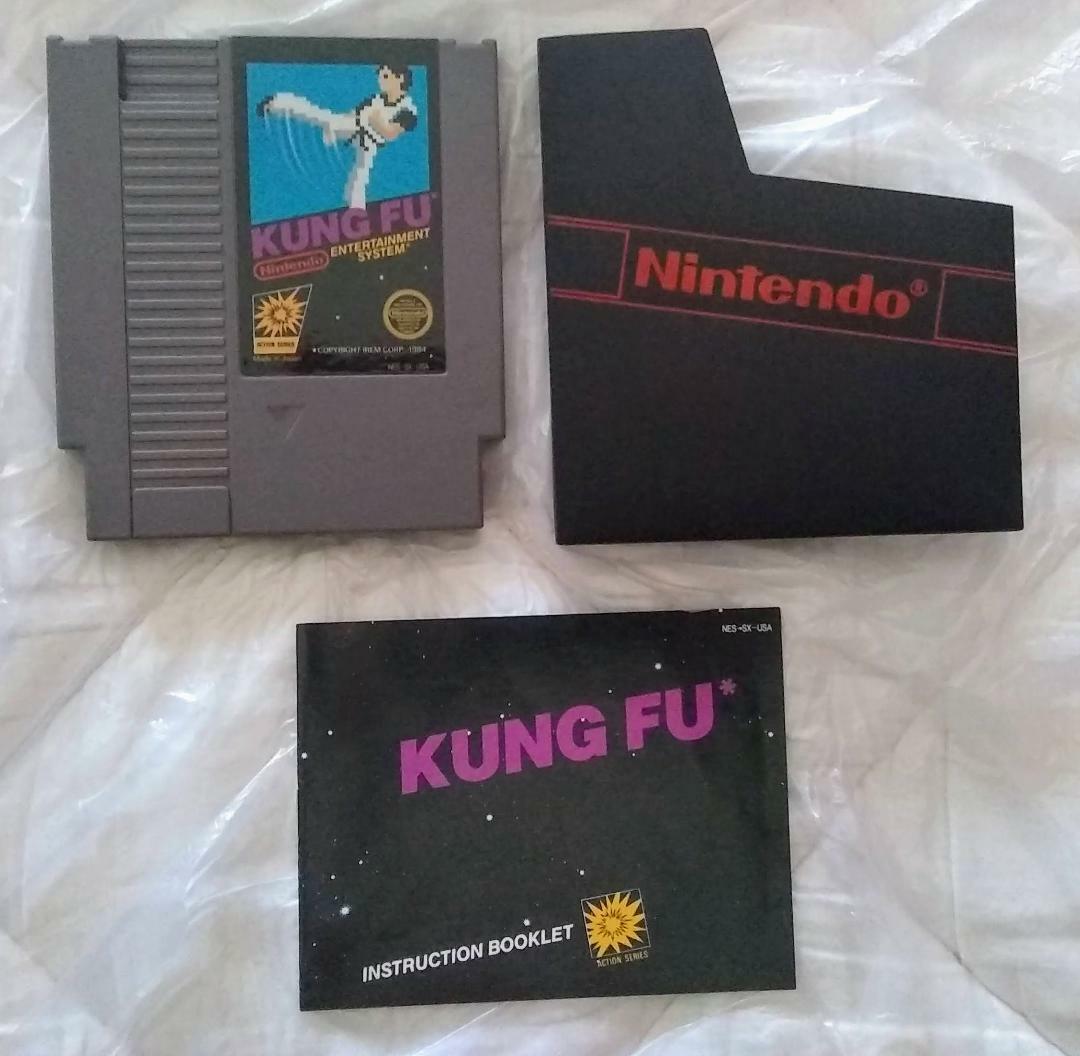 KUNG FU*
Nintendo
ENTERTAINMENT
SYSTEM
ACTION SERIES
Made in Japan
*COPYRIGHT IREM CORP. 1984
NES-SX-USA
Nintendo®
NES-SX-USA
KUNG FU*
INSTRUCTION BOOKLET
ACTION SERIES